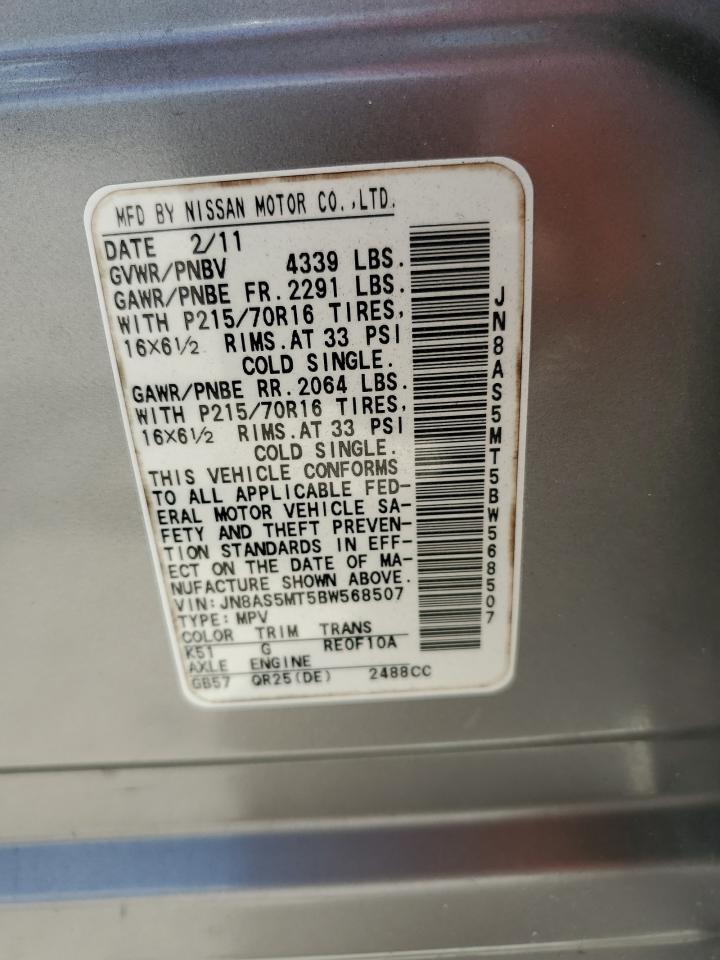 MFD BY NISSAN MOTOR CO.,LTD.
DATE 2/11
GVWR/PNBV 4339 LBS.
GAWR/PNBE FR.2291 LBS.
WITH P215/70R16 TIRES,
16×6½ RIMS.AT 33 PSI
COLD SINGLE.
GAWR/PNBE RR.2064 LBS.
WITH P215/70R16 TIRES,
16×6½ RIMS.AT 33 PSI
COLD SINGLE.
THIS VEHICLE CONFORMS
TO ALL APPLICABLE FED-
ERAL MOTOR VEHICLE SA-
FETY AND THEFT PREVEN-
TION STANDARDS IN EFF-
ECT ON THE DATE OF MA-
NUFACTURE SHOWN ABOVE.
VIN:JN8AS5MT5BW568507
TYPE:MPV
COLOR TRIM TRANS
K51 G RE0F10A
AXLE ENGINE
GB57 QR25(DE) 2488CC
JN8AS5MT5BW568507